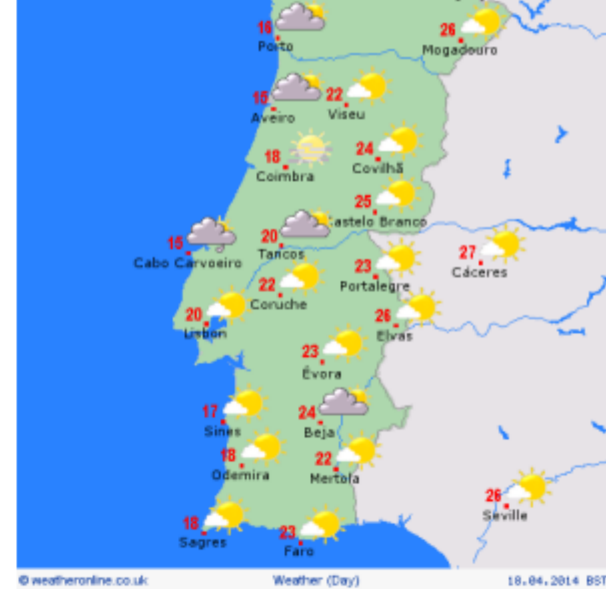 16
Porto
26
Mogadouro
15
Aveiro
22
Viseu
18
Coimbra
24
Covilhã
25
Castelo Branco
15
Cabo Carvoeiro
20
Tancos
27
Cáceres
23
Portalegre
22
Coruche
20
Lisbon
26
Elvas
23
Évora
17
Sines
24
Beja
18
Odemira
22
Mertola
26
Seville
18
Sagres
23
Faro
© weatheronline.co.uk Weather (Day) 18.04.2014 BST